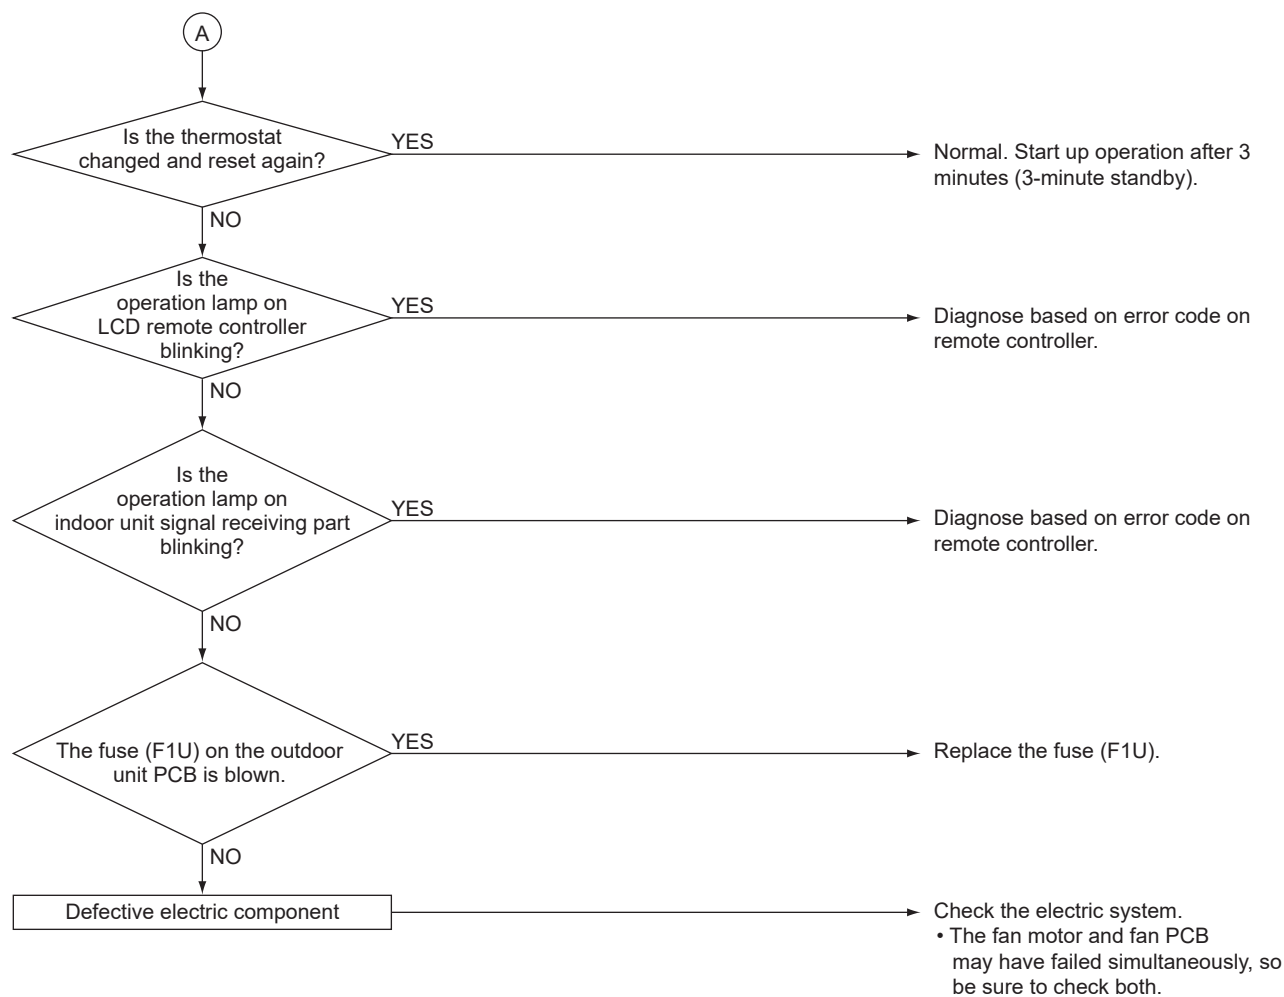 A
Is the thermostat
changed and reset again?
YES
Normal. Start up operation after 3
minutes (3-minute standby).
NO
Is the
operation lamp on
LCD remote controller
blinking?
YES
Diagnose based on error code on
remote controller.
NO
Is the
operation lamp on
indoor unit signal receiving part
blinking?
YES
Diagnose based on error code on
remote controller.
NO
The fuse (F1U) on the outdoor
unit PCB is blown.
YES
Replace the fuse (F1U).
NO
Defective electric component
Check the electric system.
• The fan motor and fan PCB
may have failed simultaneously, so
be sure to check both.